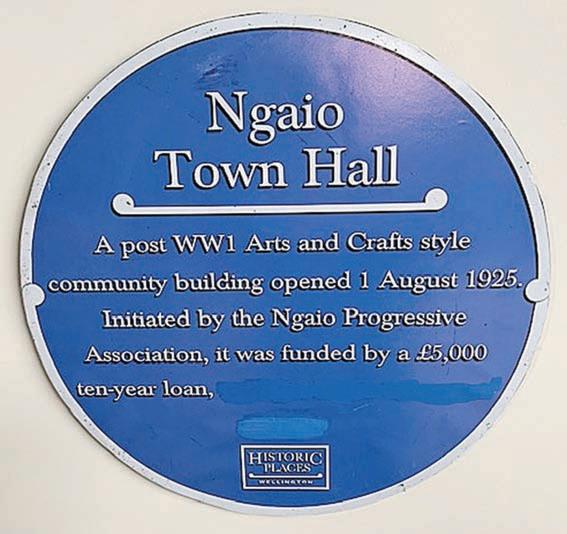 Ngaio
Town Hall
A post WW1 Arts and Crafts style
community building opened 1 August 1925.
Initiated by the Ngaio Progressive
Association, it was funded by a £5,000
ten-year loan,
HISTORIC
PLACES
WELLINGTON